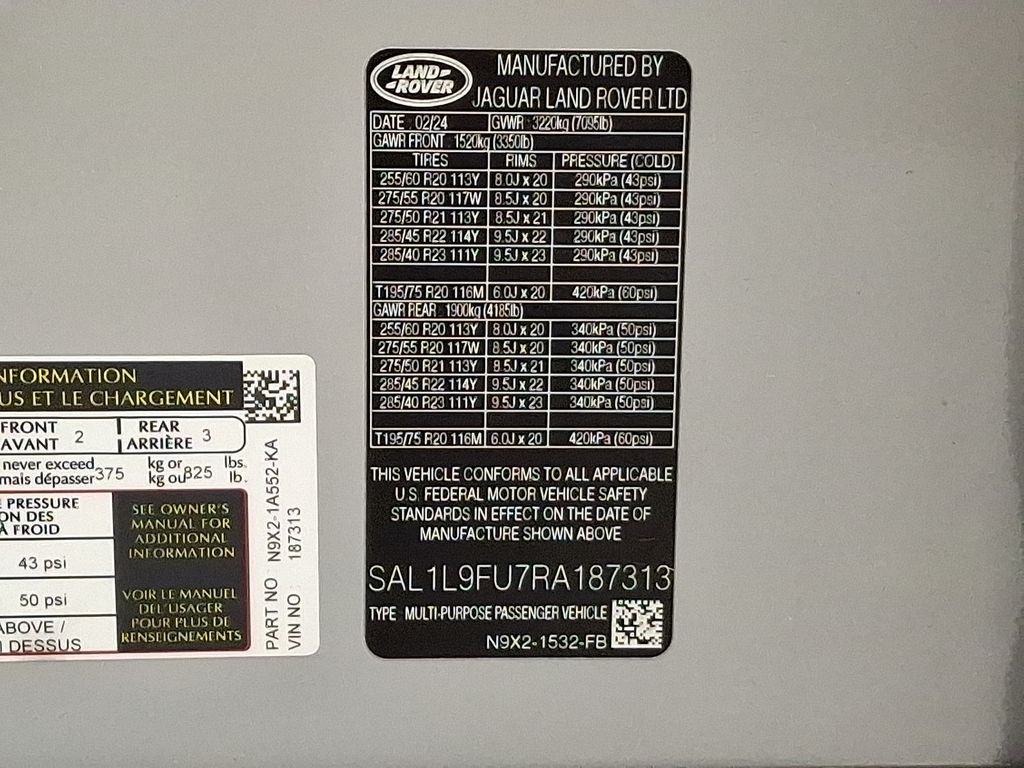 LAND-
-ROVER
MANUFACTURED BY
JAGUAR LAND ROVER LTD
DATE : 02/24 GVWR : 3220kg (7095lb)
GAWR FRONT : 1520kg (3350lb)
TIRES RIMS PRESSURE (COLD)
255/60 R20 113Y 8.0J x 20 290kPa (43psi)
275/55 R20 117W 8.5J x 20 290kPa (43psi)
275/50 R21 113Y 8.5J x 21 290kPa (43psi)
285/45 R22 114Y 9.5J x 22 290kPa (43psi)
285/40 R23 111Y 9.5J x 23 290kPa (43psi)
T195/75 R20 116M 6.0J x 20 420kPa (60psi)
GAWR REAR : 1900kg (4185lb)
255/60 R20 113Y 8.0J x 20 340kPa (50psi)
275/55 R20 117W 8.5J x 20 340kPa (50psi)
275/50 R21 113Y 8.5J x 21 340kPa (50psi)
285/45 R22 114Y 9.5J x 22 340kPa (50psi)
285/40 R23 111Y 9.5J x 23 340kPa (50psi)
T195/75 R20 116M 6.0J x 20 420kPa (60psi)
THIS VEHICLE CONFORMS TO ALL APPLICABLE
U.S. FEDERAL MOTOR VEHICLE SAFETY
STANDARDS IN EFFECT ON THE DATE OF
MANUFACTURE SHOWN ABOVE
SAL1L9FU7RA187313
TYPE : MULTI-PURPOSE PASSENGER VEHICLE
N9X2-1532-FB
NFORMATION
US ET LE CHARGEMENT
FRONT 2 REAR 3
AVANT ARRIÈRE
never exceed 375 kg or 825 lbs.
mais dépasser kg ou lb.
PRESSURE
ON DES
À FROID
43 psi
50 psi
ABOVE /
DESSUS
SEE OWNER'S
MANUAL FOR
ADDITIONAL
INFORMATION
VOIR LE MANUEL
DE L'USAGER
POUR PLUS DE
RENSEIGNEMENTS
PART NO : N9X2-1A552-KA
VIN NO : 187313